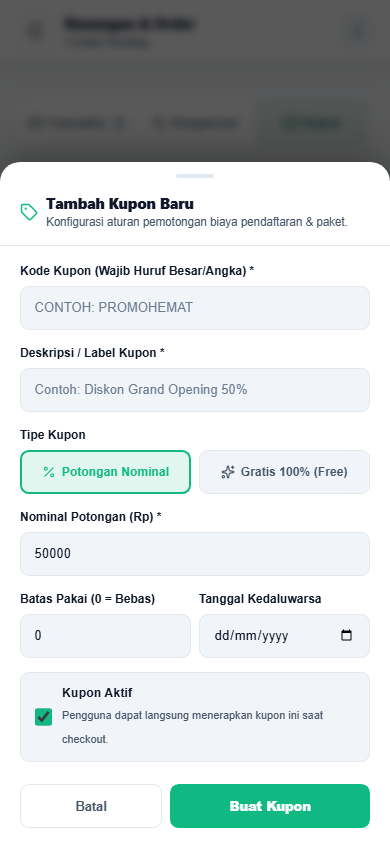 Tambah Kupon Baru
Konfigurasi aturan pemotongan biaya pendaftaran & paket.
Kode Kupon (Wajib Huruf Besar/Angka) *
CONTOH: PROMOHEMAT
Deskripsi / Label Kupon *
Contoh: Diskon Grand Opening 50%
Tipe Kupon
Potongan Nominal
Gratis 100% (Free)
Nominal Potongan (Rp) *
50000
Batas Pakai (0 = Bebas)
Tanggal Kedaluwarsa
0
dd/mm/yyyy
Kupon Aktif
Pengguna dapat langsung menerapkan kupon ini saat
checkout.
Batal
Buat Kupon